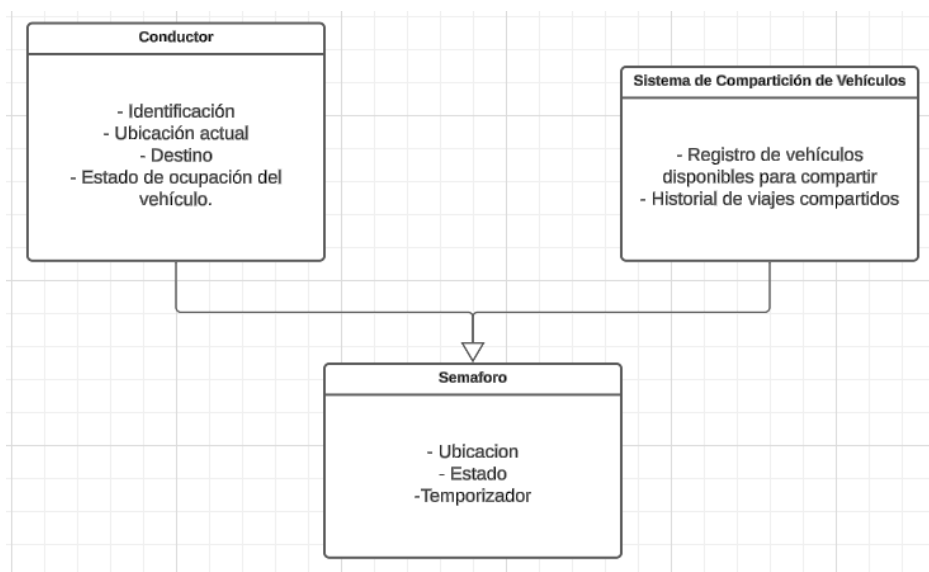 Conductor
- Identificación
- Ubicación actual
- Destino
- Estado de ocupación del
vehículo.
Sistema de Compartición de Vehículos
- Registro de vehículos
disponibles para compartir
- Historial de viajes compartidos
Semaforo
- Ubicacion
- Estado
-Temporizador